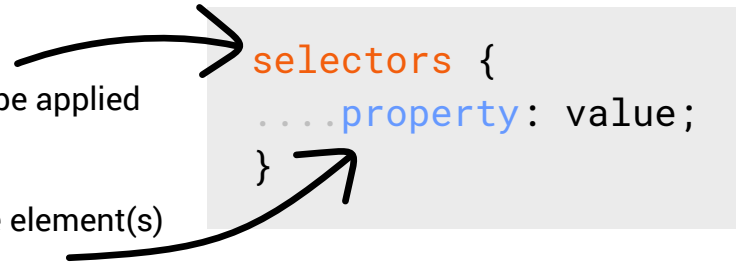 selectors {
be applied
....property: value;
}
element(s)